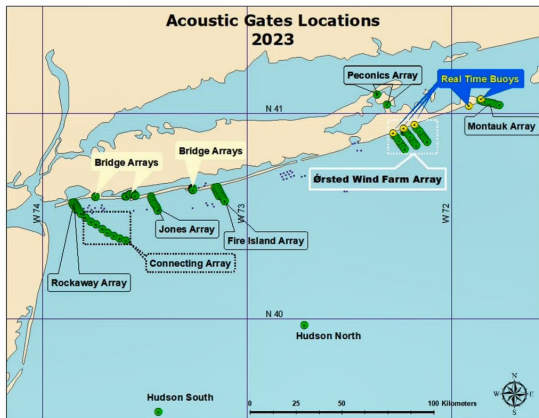 Acoustic Gates Locations
2023
Peconics Array
Real Time Buoys
N 41
Montauk Array
Bridge Arrays
Bridge Arrays
Ørsted Wind Farm Array
W 74
W 73
W 72
Jones Array
Fire Island Array
Connecting Array
Rockaway Array
N 40
Hudson North
Hudson South
0 25 50 100 Kilometers
N
W E
S